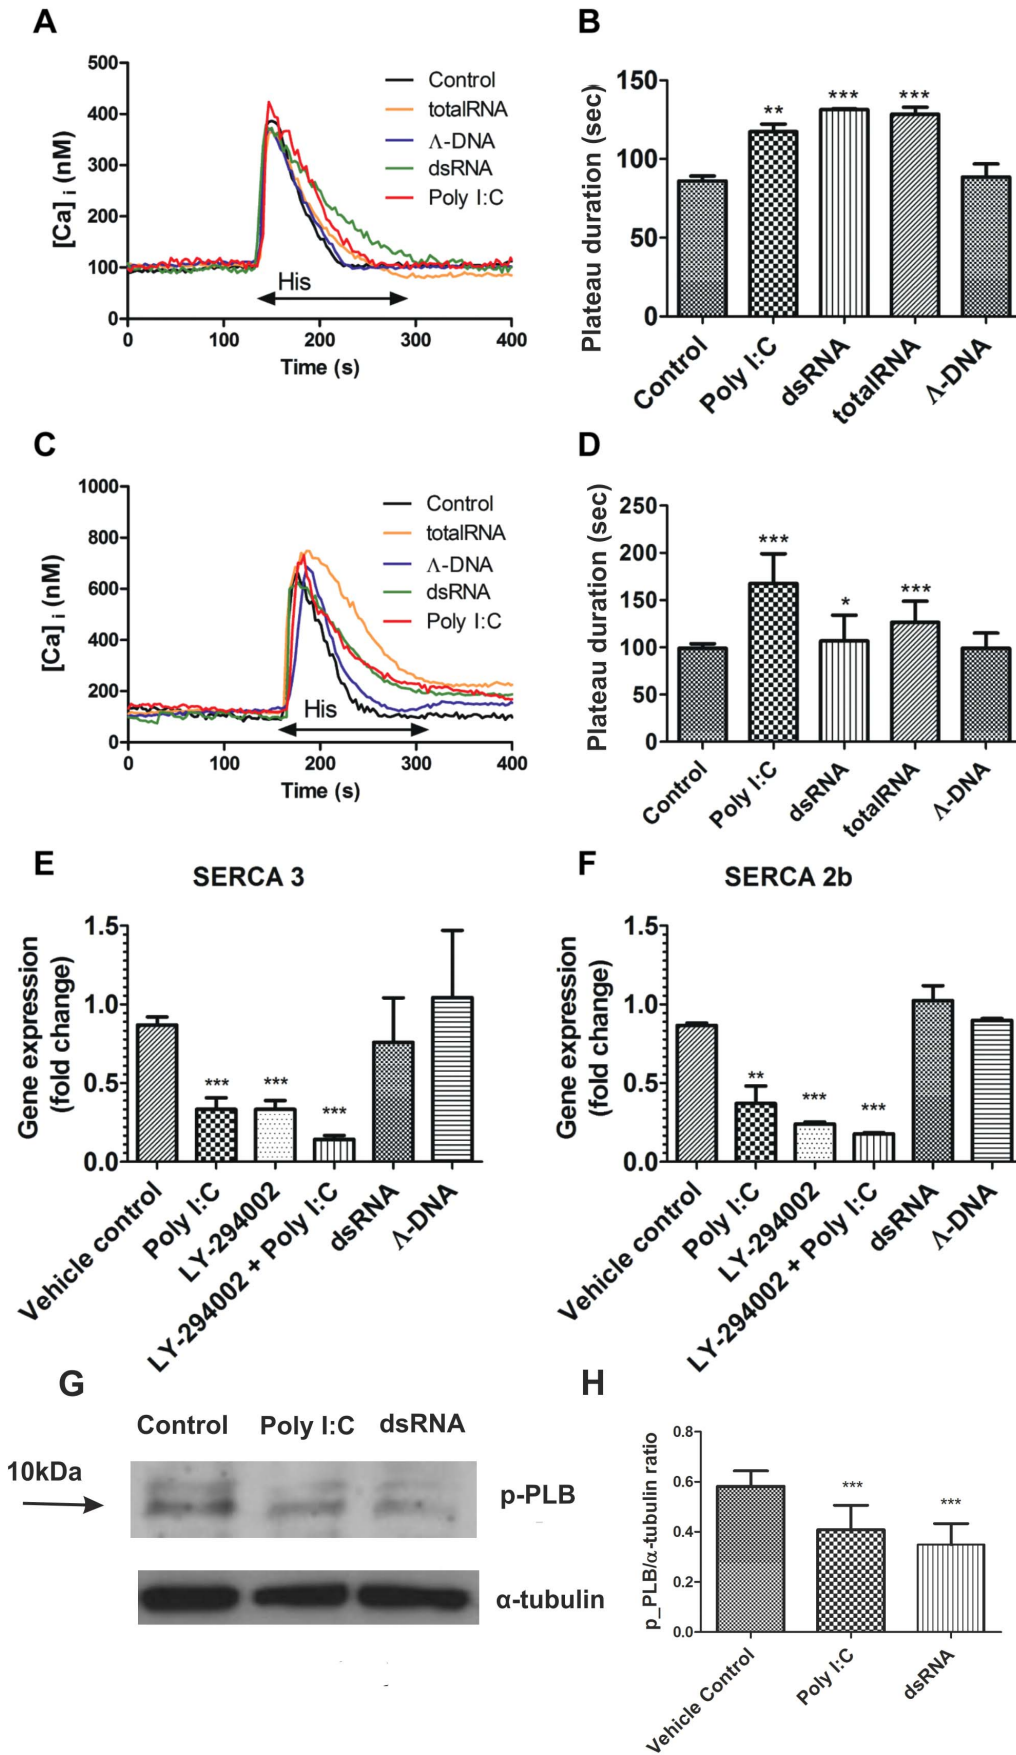 A
[Ca] i (nM)
500
400
300
200
100
0
Control
totalRNA
Λ-DNA
dsRNA
Poly I:C
His
0 100 200 300 400
Time (s)
B
Plateau duration (sec)
150
100
50
0
** *** ***
Control Poly I:C dsRNA totalRNA Λ-DNA
C
[Ca] i (nM)
1000
800
600
400
200
0
Control
totalRNA
Λ-DNA
dsRNA
Poly I:C
His
0 100 200 300 400
Time (s)
D
Plateau duration (sec)
250
200
150
100
50
0
*** * ***
Control Poly I:C dsRNA totalRNA Λ-DNA
E
SERCA 3
Gene expression
(fold change)
1.5
1.0
0.5
0.0
*** *** ***
Vehicle control Poly I:C LY-294002 LY-294002 + Poly I:C dsRNA Λ-DNA
F
SERCA 2b
Gene expression
(fold change)
1.5
1.0
0.5
0.0
** *** ***
Vehicle control Poly I:C LY-294002 LY-294002 + Poly I:C dsRNA Λ-DNA
G
Control Poly I:C dsRNA
10kDa
p-PLB
α-tubulin
H
p_PLB/α-tubulin ratio
0.8
0.6
0.4
0.2
0.0
*** ***
Vehicle Control Poly I:C dsRNA